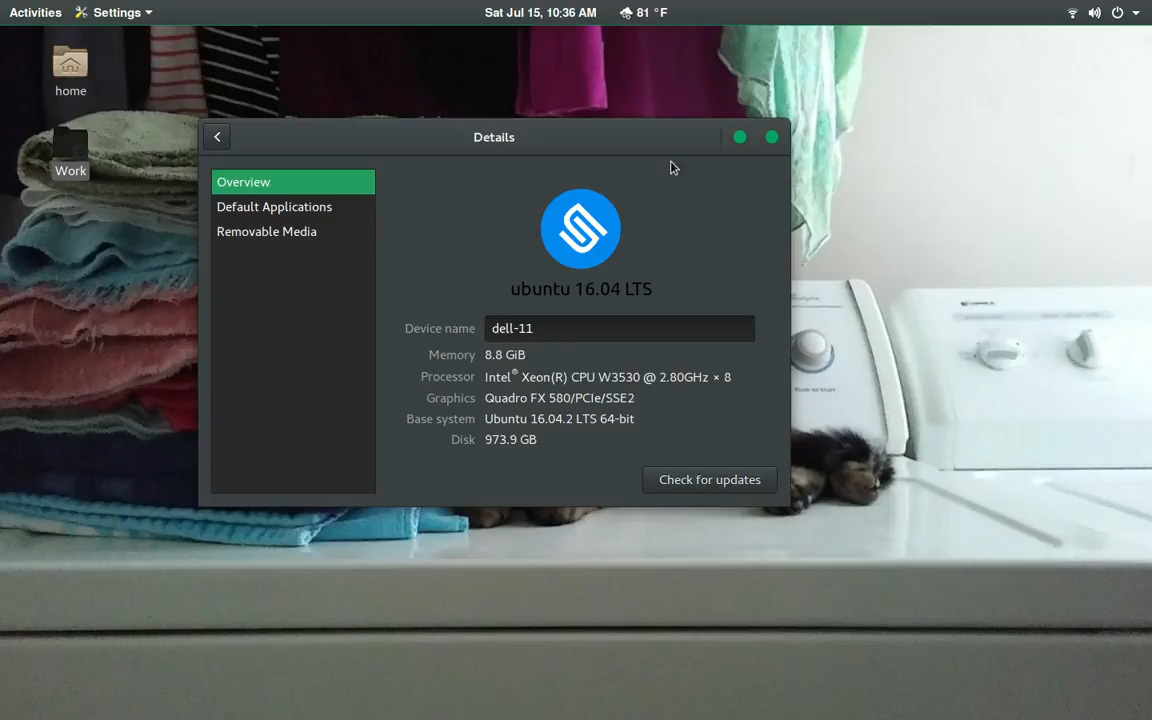 Activities Settings Sat Jul 15, 10:36 AM 81 °F
home
Work
Details
Overview
Default Applications
Removable Media
ubuntu 16.04 LTS
Device name dell-11
Memory 8.8 GiB
Processor Intel® Xeon(R) CPU W3530 @ 2.80GHz × 8
Graphics Quadro FX 580/PCIe/SSE2
Base system Ubuntu 16.04.2 LTS 64-bit
Disk 973.9 GB
Check for updates